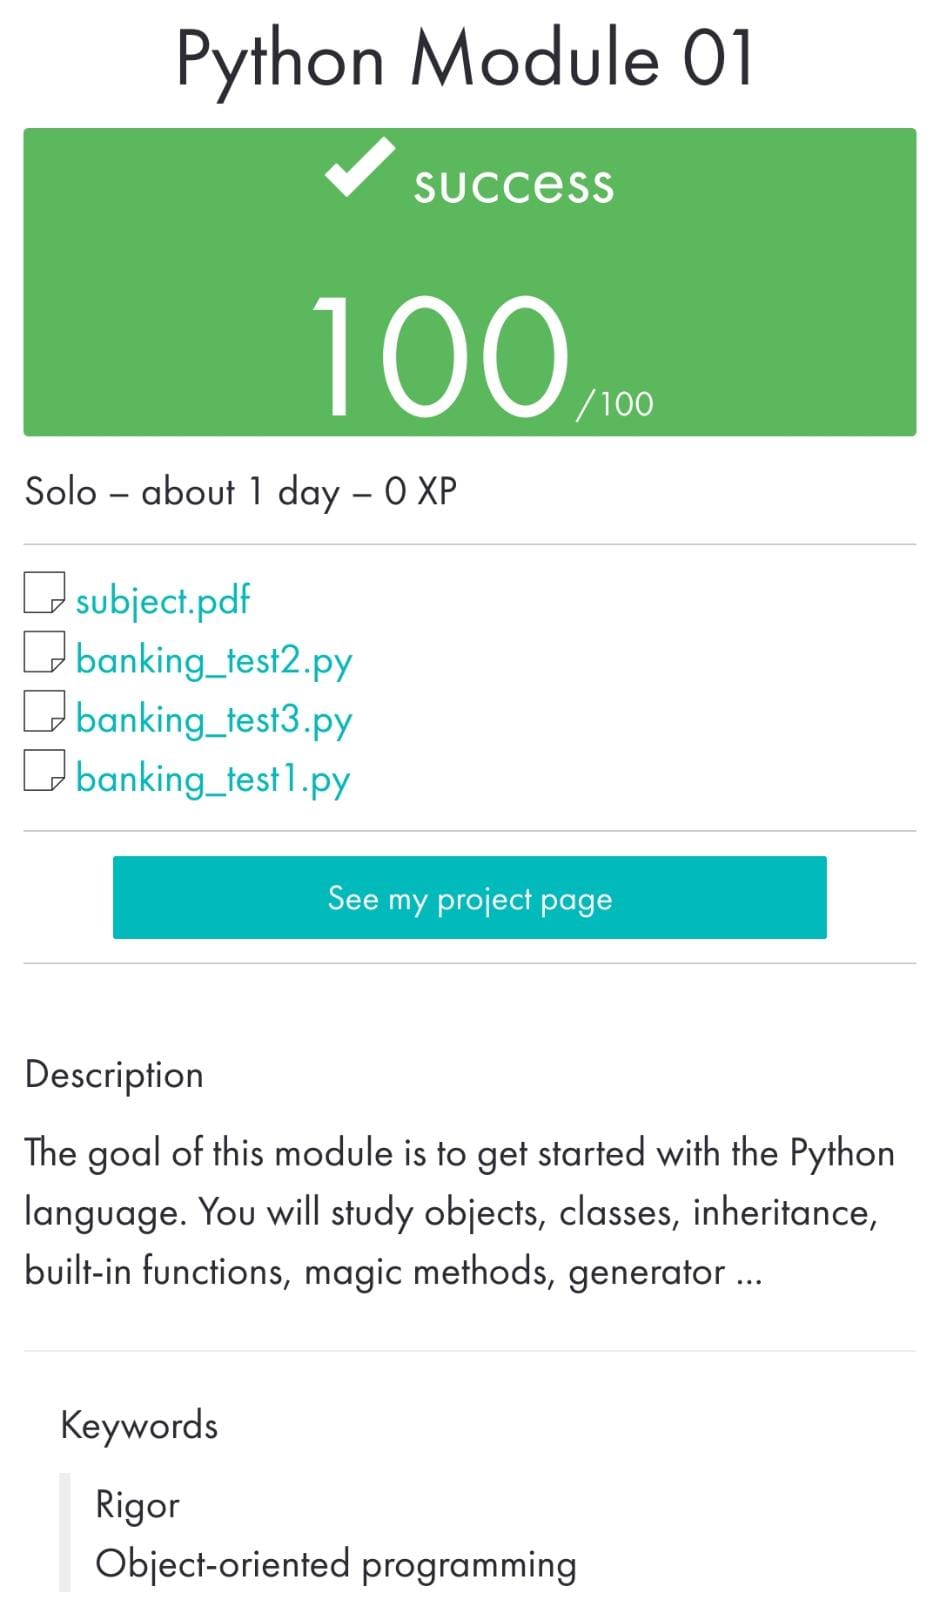 Python Module 01
success
100 /100
Solo – about 1 day – 0 XP
subject.pdf
banking_test2.py
banking_test3.py
banking_test1.py
See my project page
Description
The goal of this module is to get started with the Python
language. You will study objects, classes, inheritance,
built-in functions, magic methods, generator ...
Keywords
Rigor
Object-oriented programming